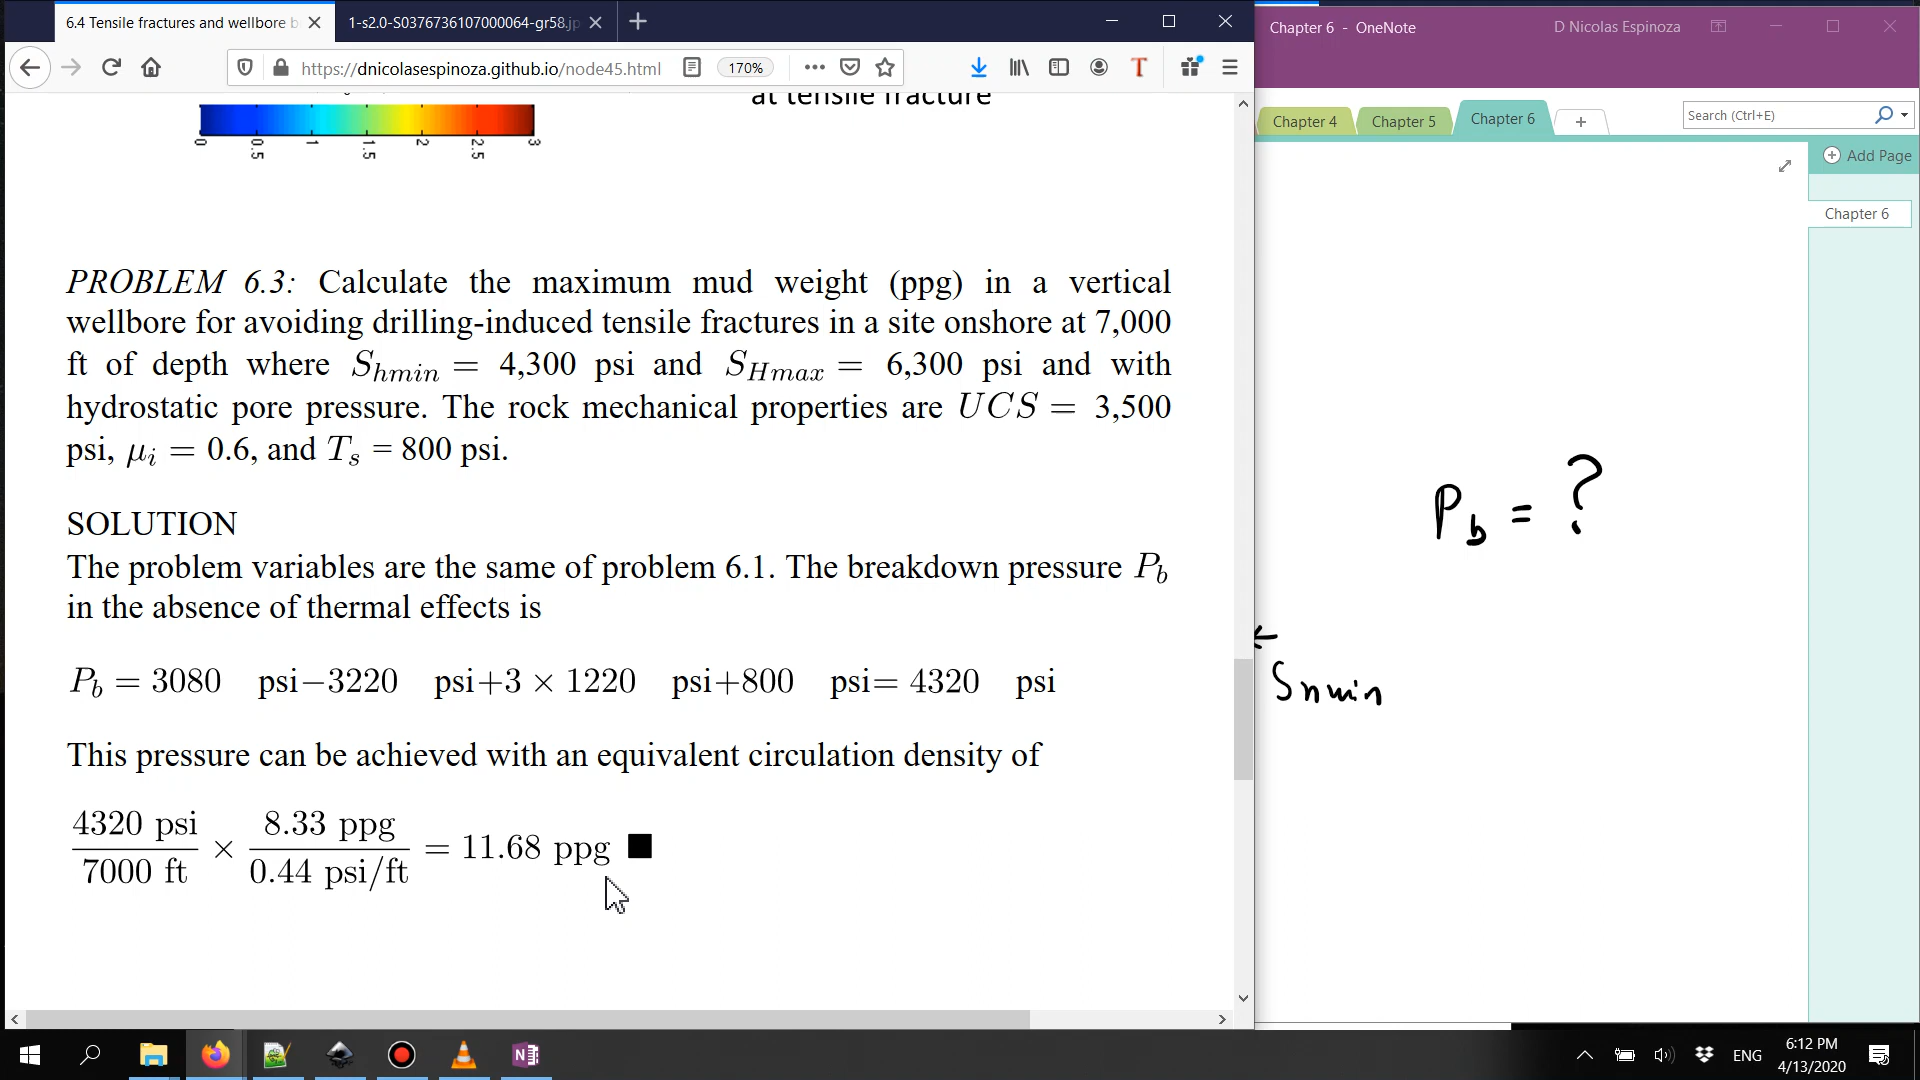 6.4 Tensile fractures and wellbore b
1-s2.0-S0376736107000064-gr58.jp
https://dnicolasespinoza.github.io/node45.html
170%
at tensile fracture
0 0.5 1 1.5 2 2.5 3
PROBLEM 6.3: Calculate the maximum mud weight (ppg) in a vertical
wellbore for avoiding drilling-induced tensile fractures in a site onshore at 7,000
ft of depth where S_hmin = 4,300 psi and S_Hmax = 6,300 psi and with
hydrostatic pore pressure. The rock mechanical properties are UCS = 3,500
psi, μ_i = 0.6, and T_s = 800 psi.
SOLUTION
The problem variables are the same of problem 6.1. The breakdown pressure P_b
in the absence of thermal effects is
P_b = 3080 psi−3220 psi+3 × 1220 psi+800 psi= 4320 psi
This pressure can be achieved with an equivalent circulation density of
4320 psi / 7000 ft × 8.33 ppg / 0.44 psi/ft = 11.68 ppg ■
Chapter 6 - OneNote
D Nicolas Espinoza
Chapter 4
Chapter 5
Chapter 6
Search (Ctrl+E)
Add Page
Chapter 6
P_b = ?
S_hmin
ENG
6:12 PM
4/13/2020